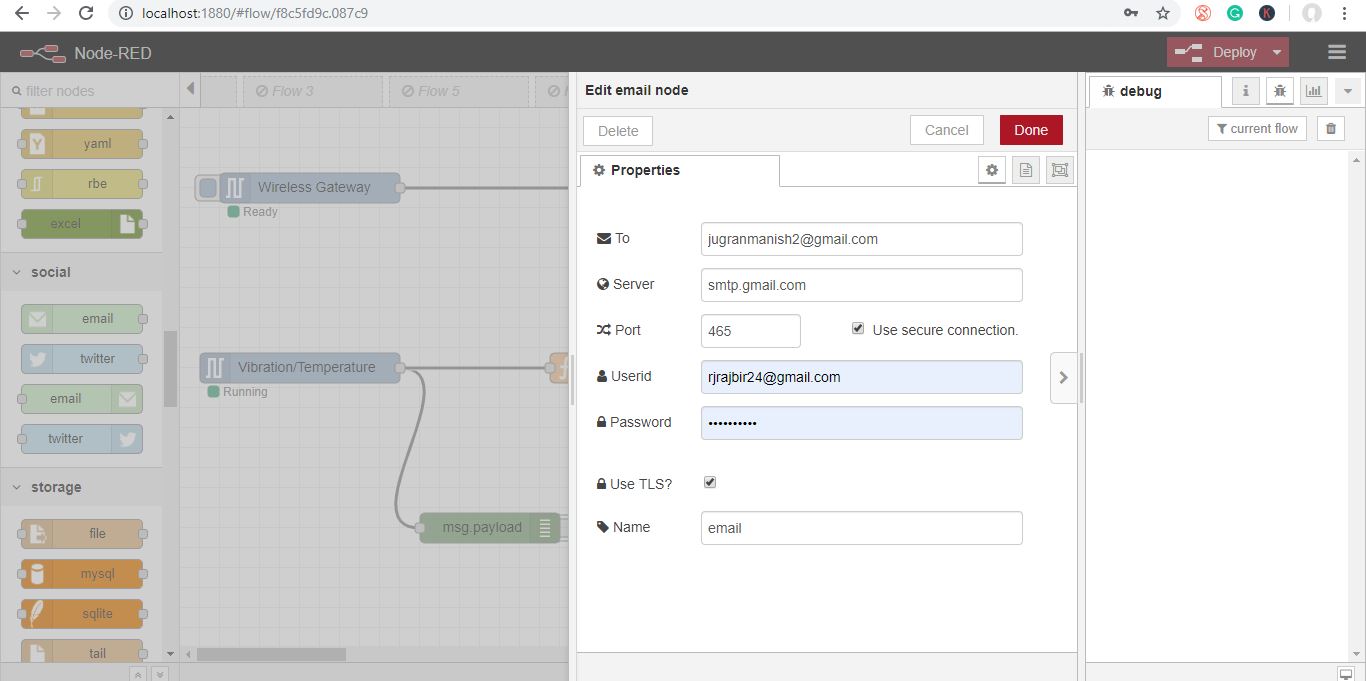 localhost:1880/#flow/f8c5fd9c.087c9
Node-RED
Deploy
filter nodes
Flow 3
Flow 5
Edit email node
debug
Delete
Cancel
Done
current flow
yaml
Properties
rbe
Wireless Gateway
Ready
excel
To
jugranmanish2@gmail.com
social
Server
smtp.gmail.com
email
Port
465
Use secure connection.
twitter
Vibration/Temperature
Running
Userid
rjrajbir24@gmail.com
email
Password
••••••••••
twitter
storage
Use TLS?
file
msg.payload
Name
email
mysql
sqlite
tail